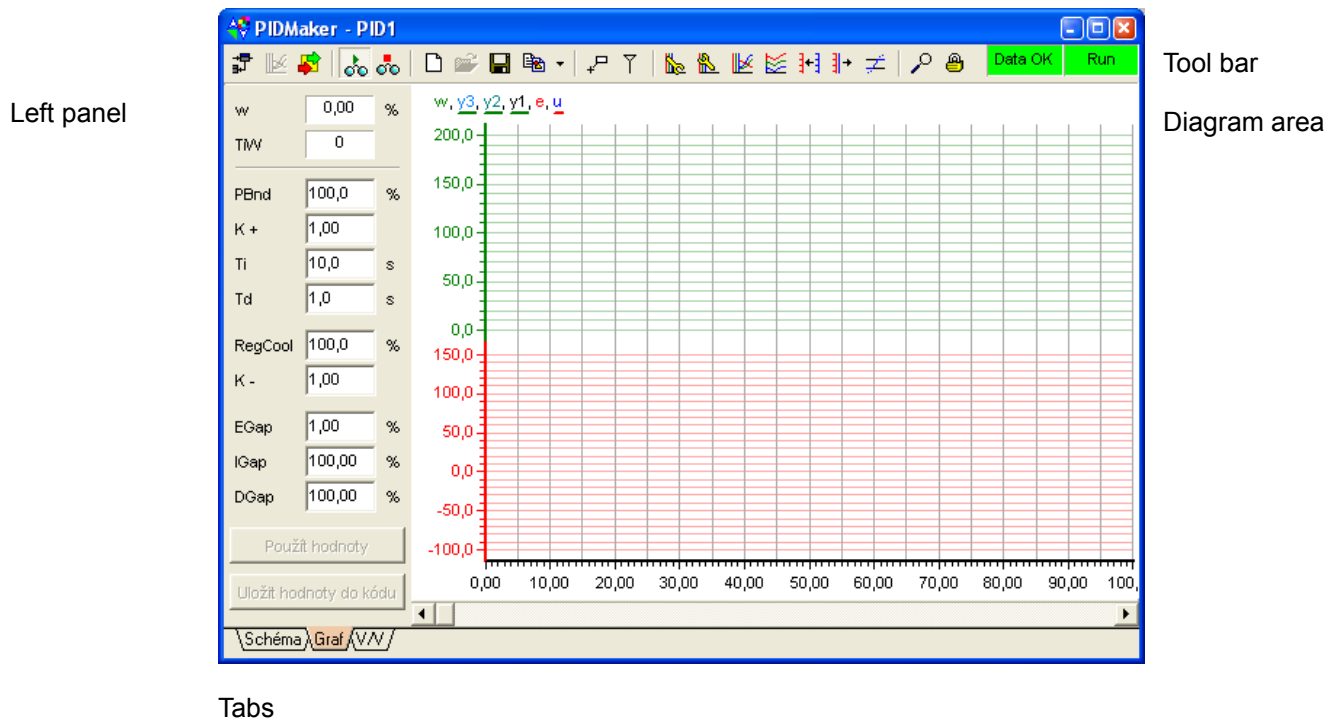 PIDMaker - PID1
Data OK Run
Tool bar
Left panel
Diagram area
w 0,00 %
TIW 0
PBnd 100,0 %
K + 1,00
Ti 10,0 s
Td 1,0 s
RegCool 100,0 %
K - 1,00
EGap 1,00 %
IGap 100,00 %
DGap 100,00 %
Použít hodnoty
Uložit hodnoty do kódu
w, y3, y2, y1, e, u
200,0
150,0
100,0
50,0
0,0
150,0
100,0
50,0
0,0
-50,0
-100,0
0,00 10,00 20,00 30,00 40,00 50,00 60,00 70,00 80,00 90,00 100,
Schéma Graf V/V
Tabs